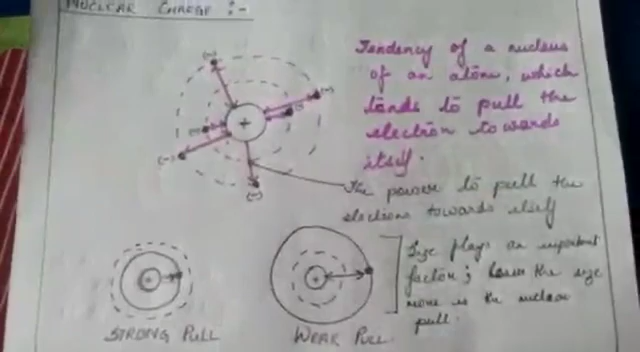 NUCLEAR CHARGE :-
Tendency of a nucleus
of an atom, which
tends to pull the
electron towards
itself.
(-)
(-)
(-)
(-)
(-)
(-)
+
The power to pull the
electrons towards itself
+
+
Size plays an important
factor; lesser the size
more is the nuclear
pull.
STRONG PULL
WEAK PULL.